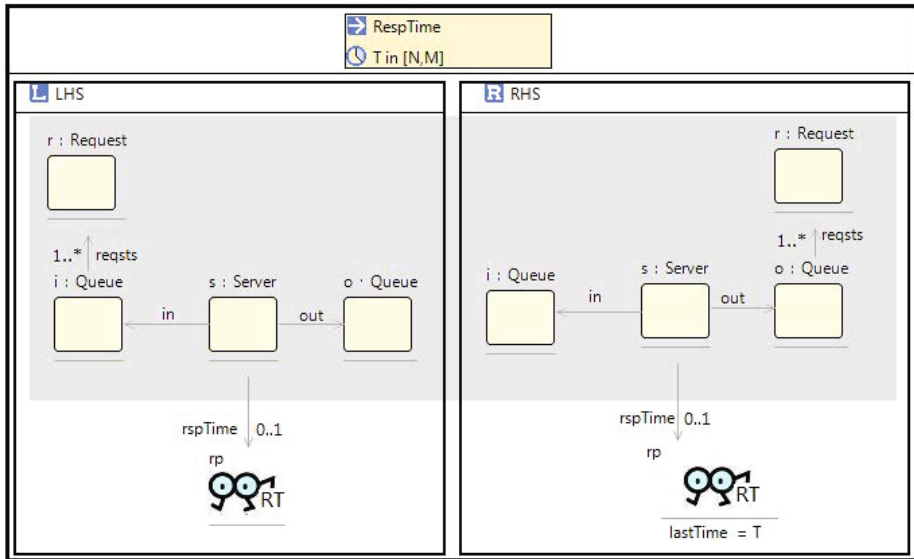 RespTime
T in [N,M]
L LHS
r : Request
1..* reqsts
i : Queue
s : Server
o · Queue
in
out
rspTime 0..1
rp
RT
R RHS
r : Request
1..* reqsts
i : Queue
s : Server
o : Queue
in
out
rspTime 0..1
rp
RT
lastTime = T